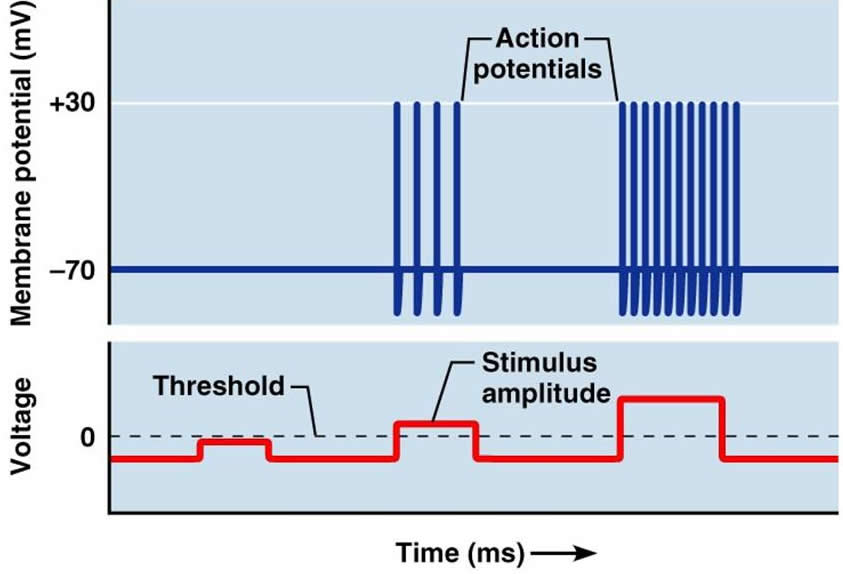 Membrane potential (mV)
Action
potentials
+30
–70
Voltage
Threshold
Stimulus
amplitude
0
Time (ms)